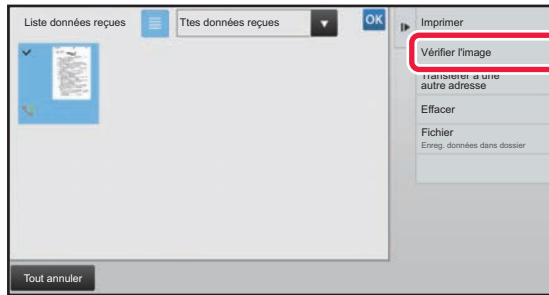 Liste données reçues
Ttes données reçues
OK
Imprimer
Vérifier l'image
Transférer à une
autre adresse
Effacer
Fichier
Enreg. données dans dossier
Tout annuler